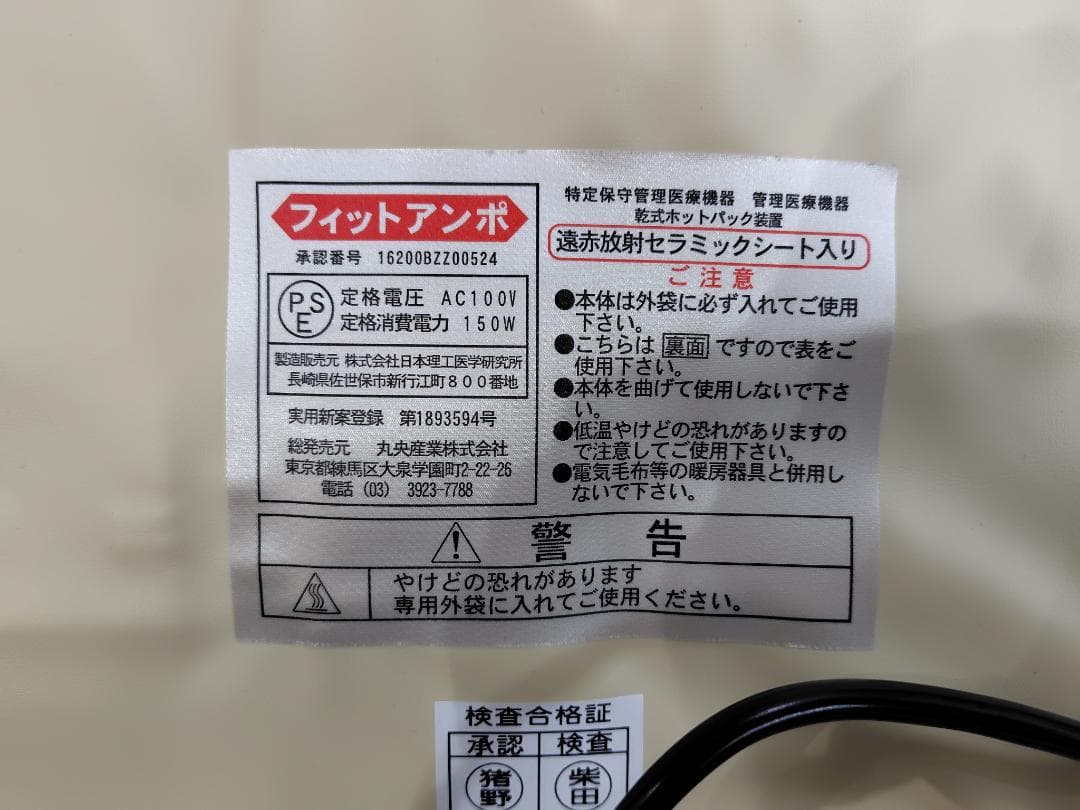 フィットアンポ
承認番号 16200BZZ00524
PSE
定格電圧 AC100V
定格消費電力 150W
製造販売元 株式会社日本理工医学研究所
長崎県佐世保市新行江町800番地
実用新案登録 第1893594号
総発売元 丸央産業株式会社
東京都練馬区大泉学園町2-22-26
電話 (03) 3923-7788
特定保守管理医療機器 管理医療機器
乾式ホットパック装置
遠赤放射セラミックシート入り
ご注意
●本体は外袋に必ず入れてご使用
下さい。
●こちらは 裏面 ですので表をご
使用下さい。
●本体を曲げて使用しないで下さ
い。
●低温やけどの恐れがありますの
で注意してご使用下さい。
●電気毛布等の暖房器具と併用し
ないで下さい。
警告
やけどの恐れがあります
専用外袋に入れてご使用ください。
検査合格証
承認 検査
猪野 柴田